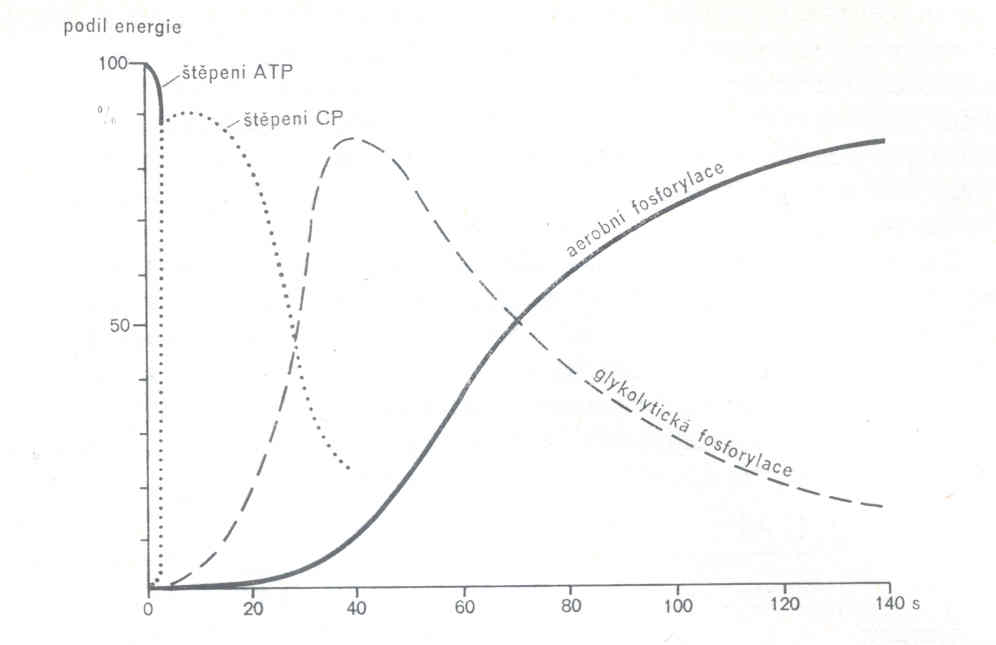 podíl energie
100
štěpení ATP
%
štěpení CP
aerobní fosforylace
50
glykolytická fosforylace
0 20 40 60 80 100 120 140 s